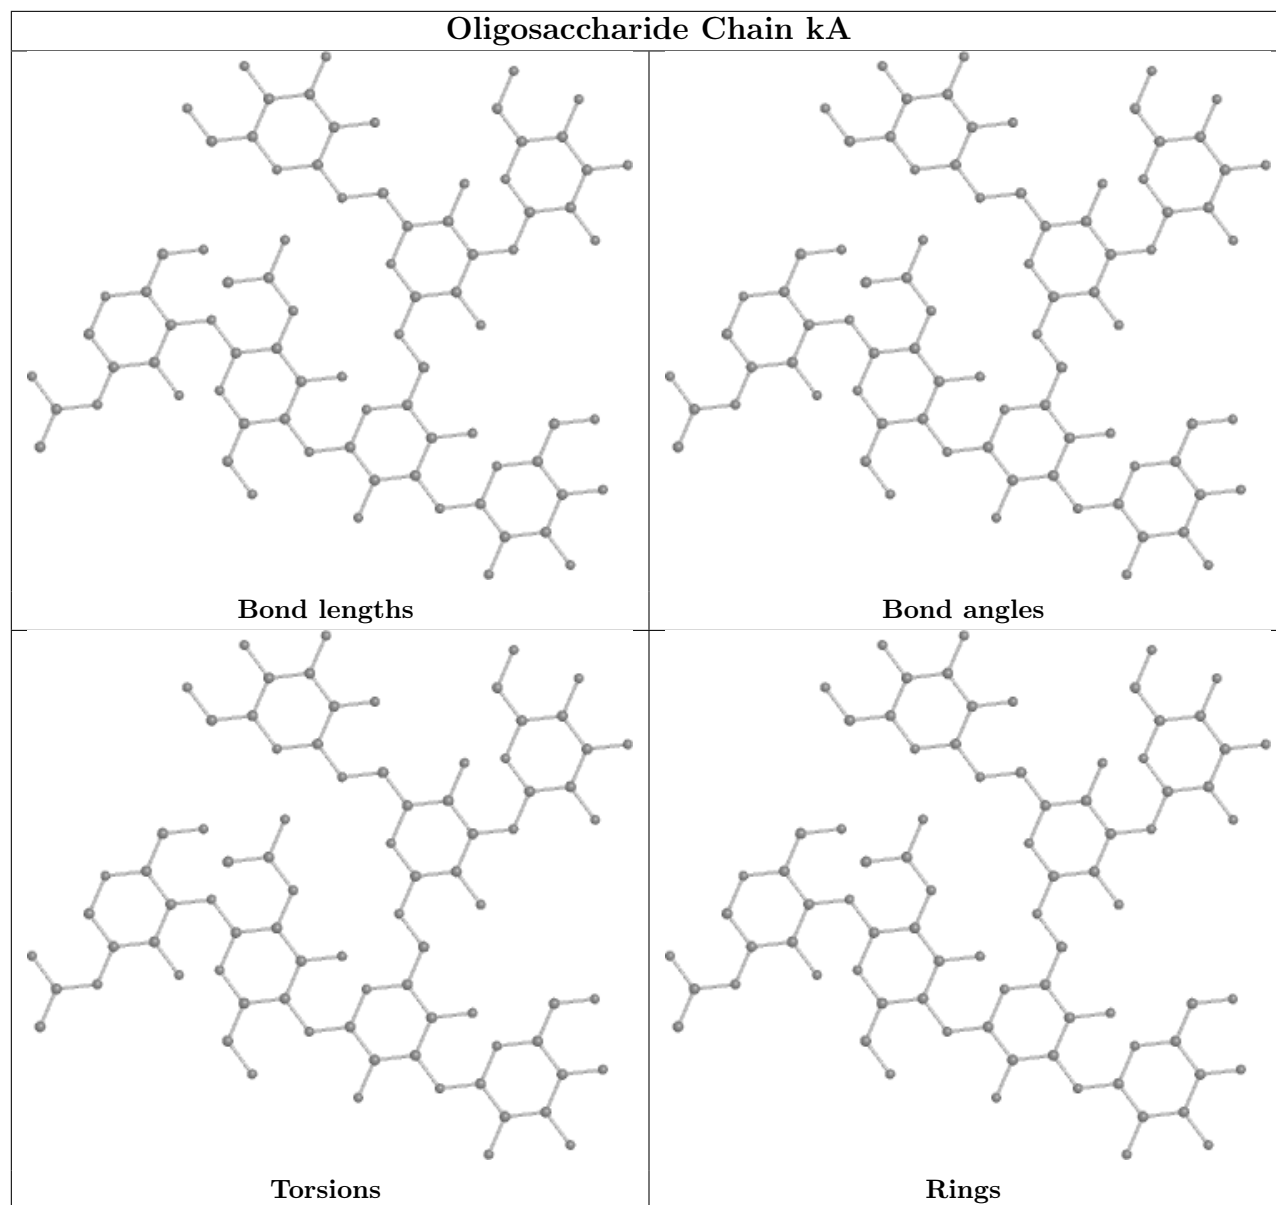 Oligosaccharide Chain kA
Bond lengths
Bond angles
Torsions
Rings